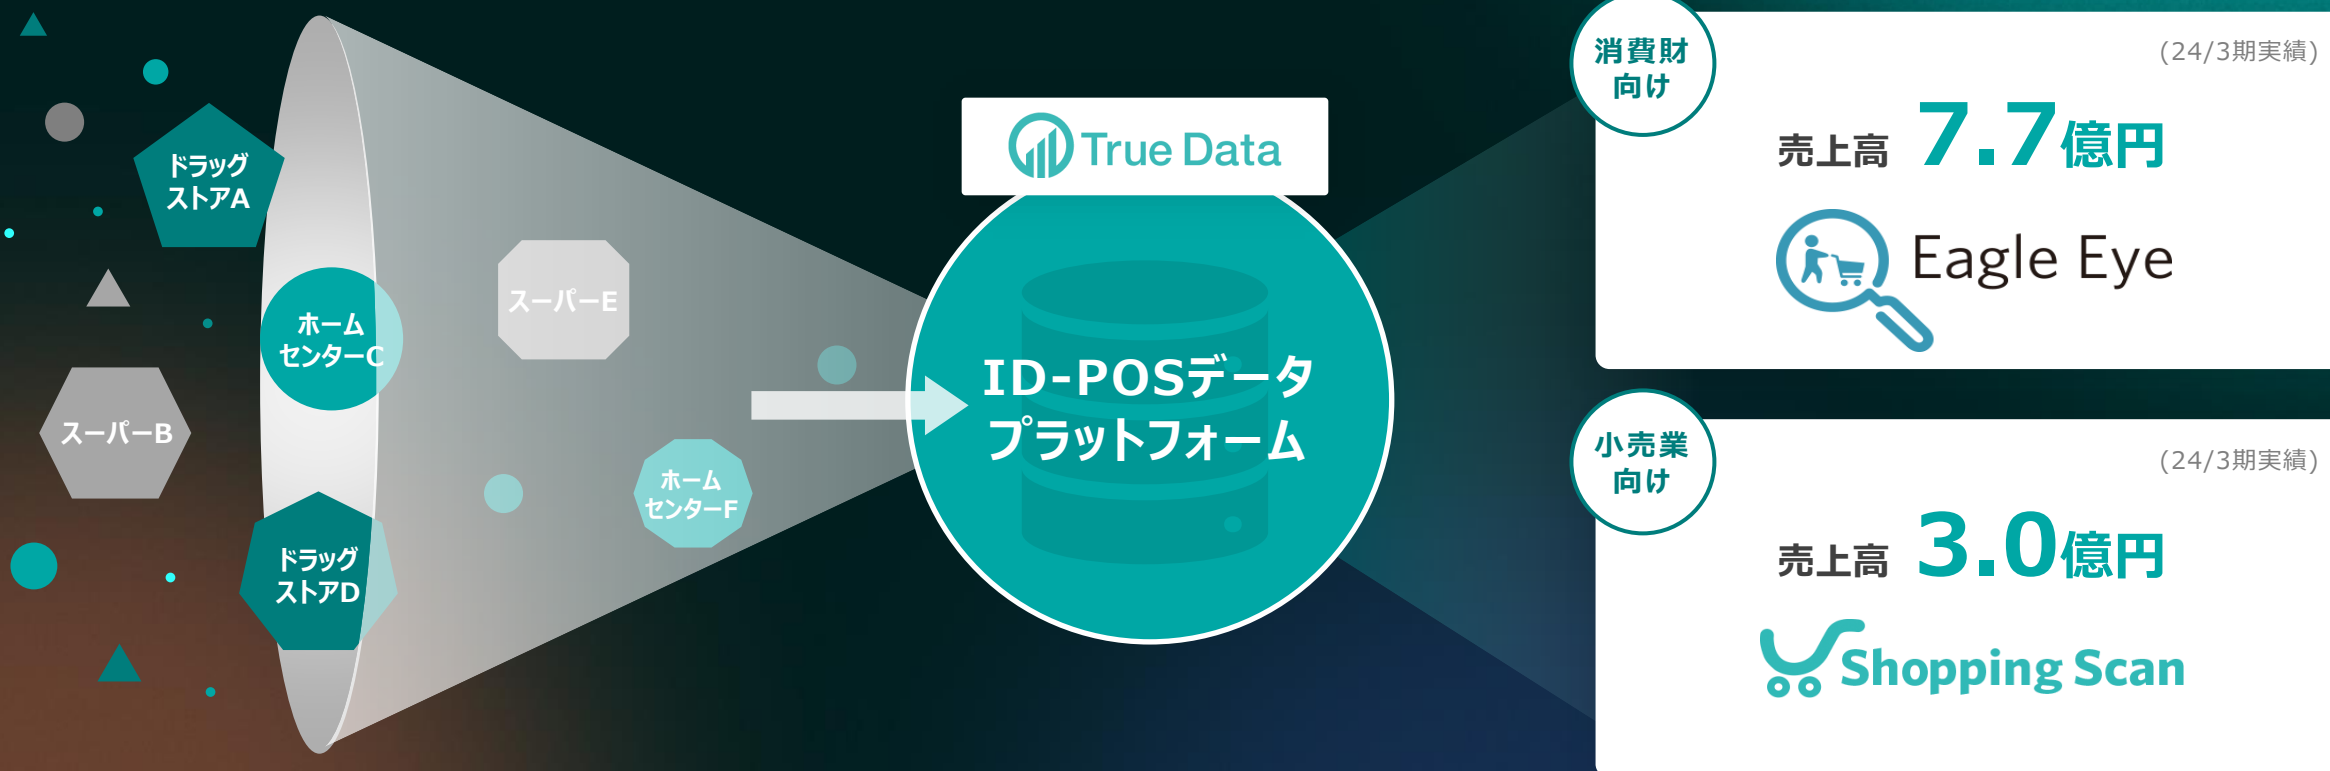 ドラッグ
ストアA
ホーム
センターC
スーパーB
ドラッグ
ストアD
スーパーE
ホーム
センターF
True Data
ID-POSデータ
プラットフォーム
消費財
向け
(24/3期実績)
売上高 7.7億円
Eagle Eye
小売業
向け
(24/3期実績)
売上高 3.0億円
Shopping Scan